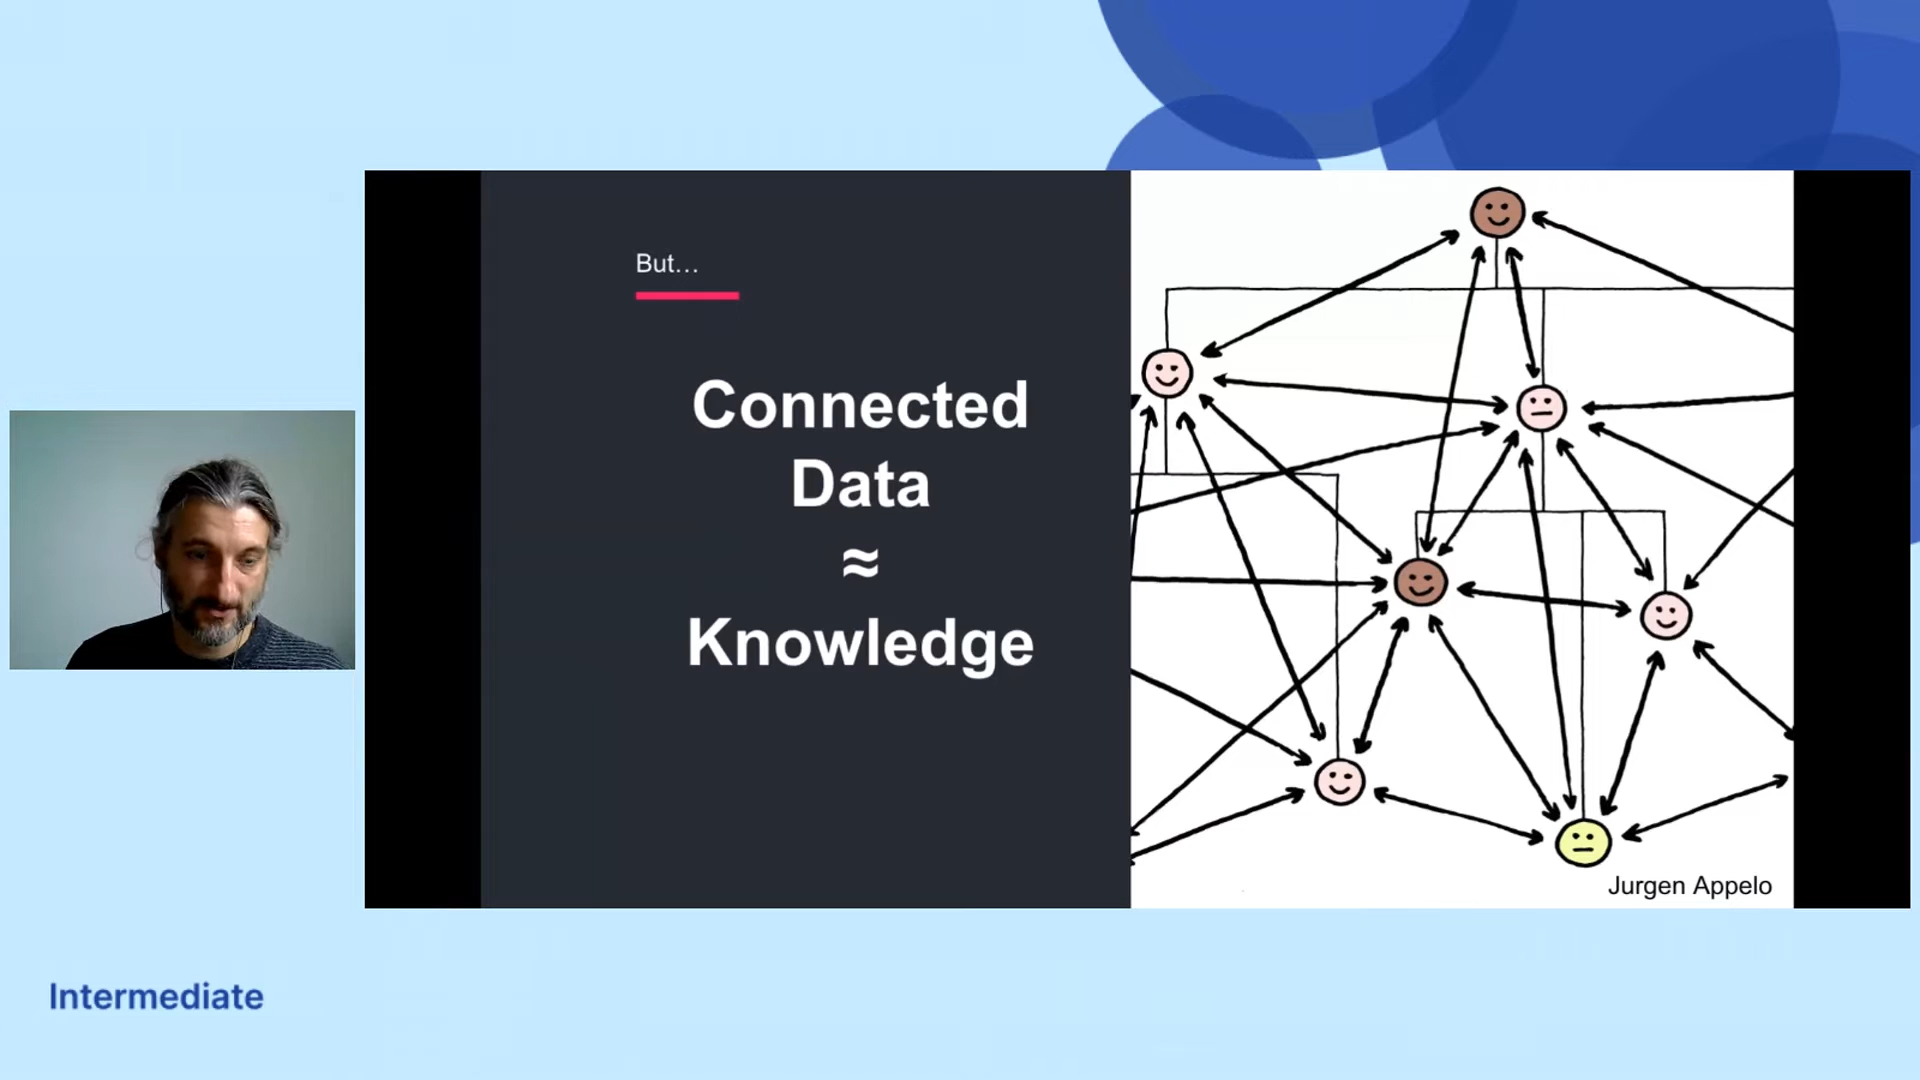 But…
Connected
Data
≈
Knowledge
Jurgen Appelo
Intermediate